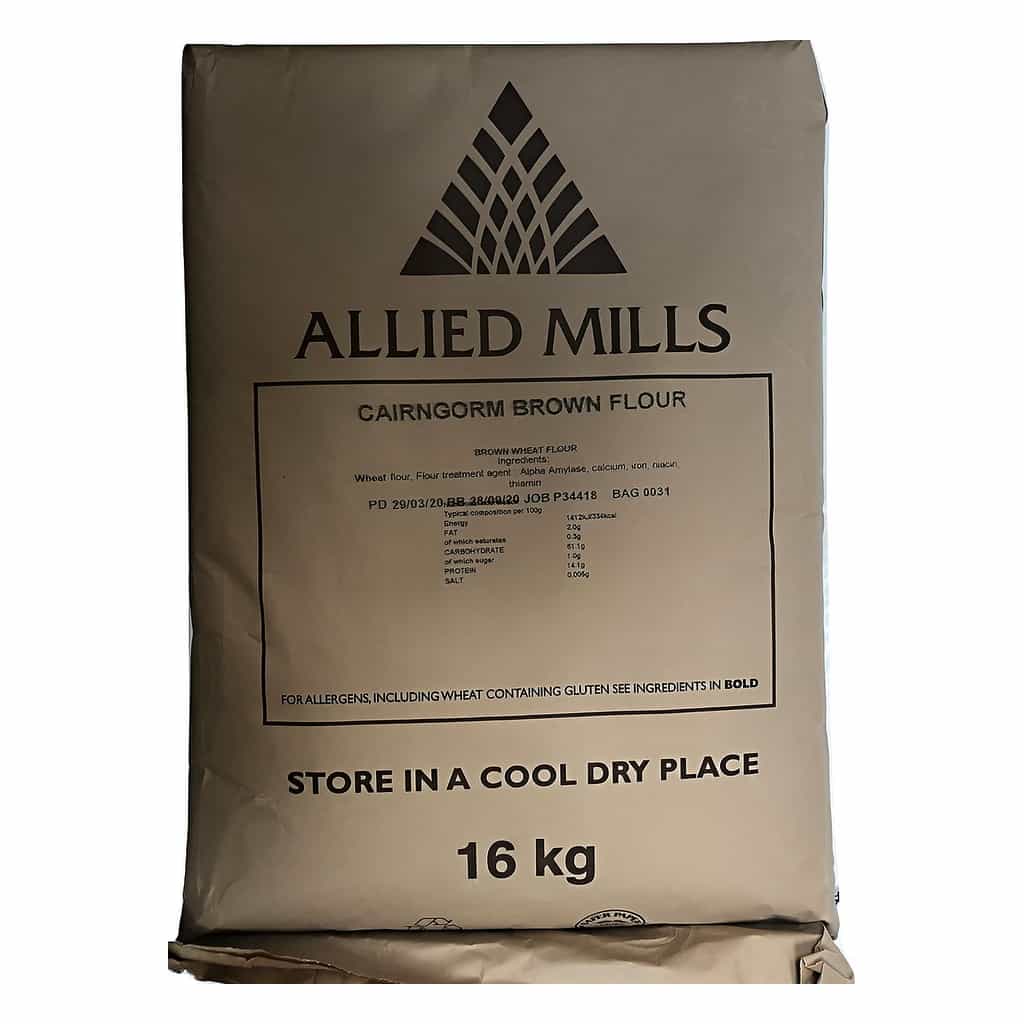 ALLIED MILLS
CAIRNGORM BROWN FLOUR
BROWN WHEAT FLOUR
Ingredients:
Wheat flour, Flour treatment agent Alpha Amylase, calcium, iron, niacin,
thiamin
PD 29/03/20 BB 28/09/20 JOB P34418 BAG 0031
Typical composition per 100g
Energy
FAT 2.0g
of which saturates 0.3g
CARBOHYDRATE 61.1g
of which sugar 1.0g
PROTEIN 14.1g
SALT 0.005g
FOR ALLERGENS, INCLUDING WHEAT CONTAINING GLUTEN SEE INGREDIENTS IN BOLD
STORE IN A COOL DRY PLACE
16 kg